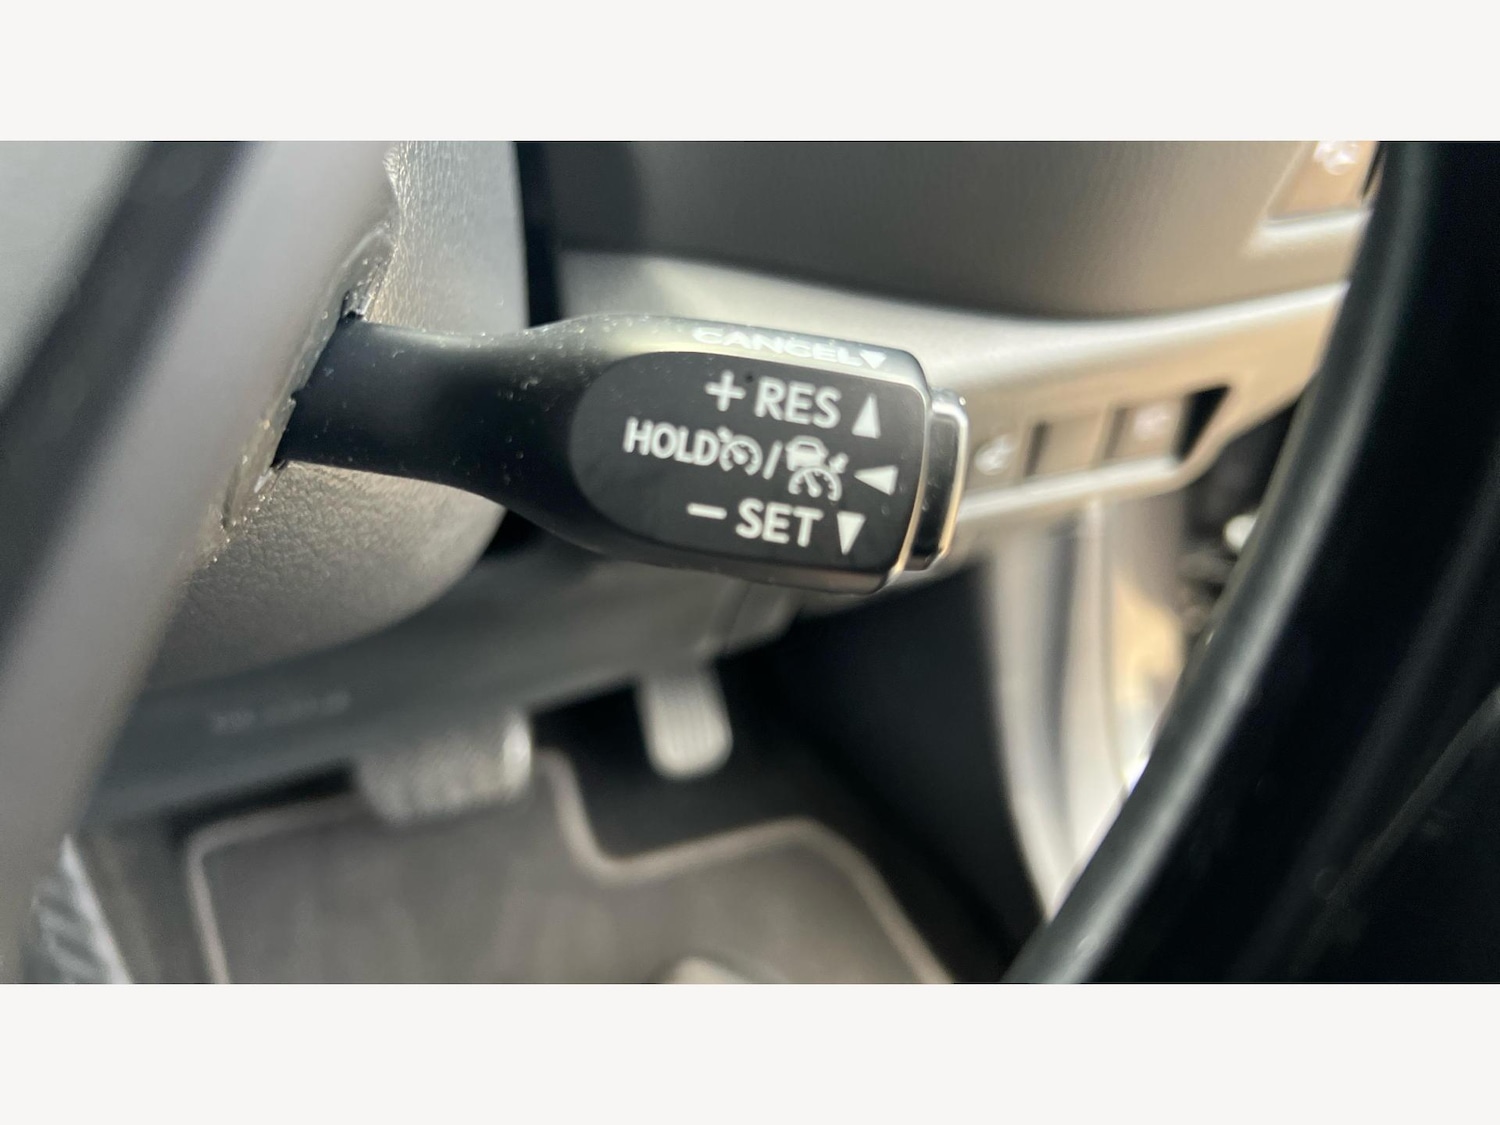 CANCEL▼
+ RES ▲
HOLD / ◀
− SET ▼